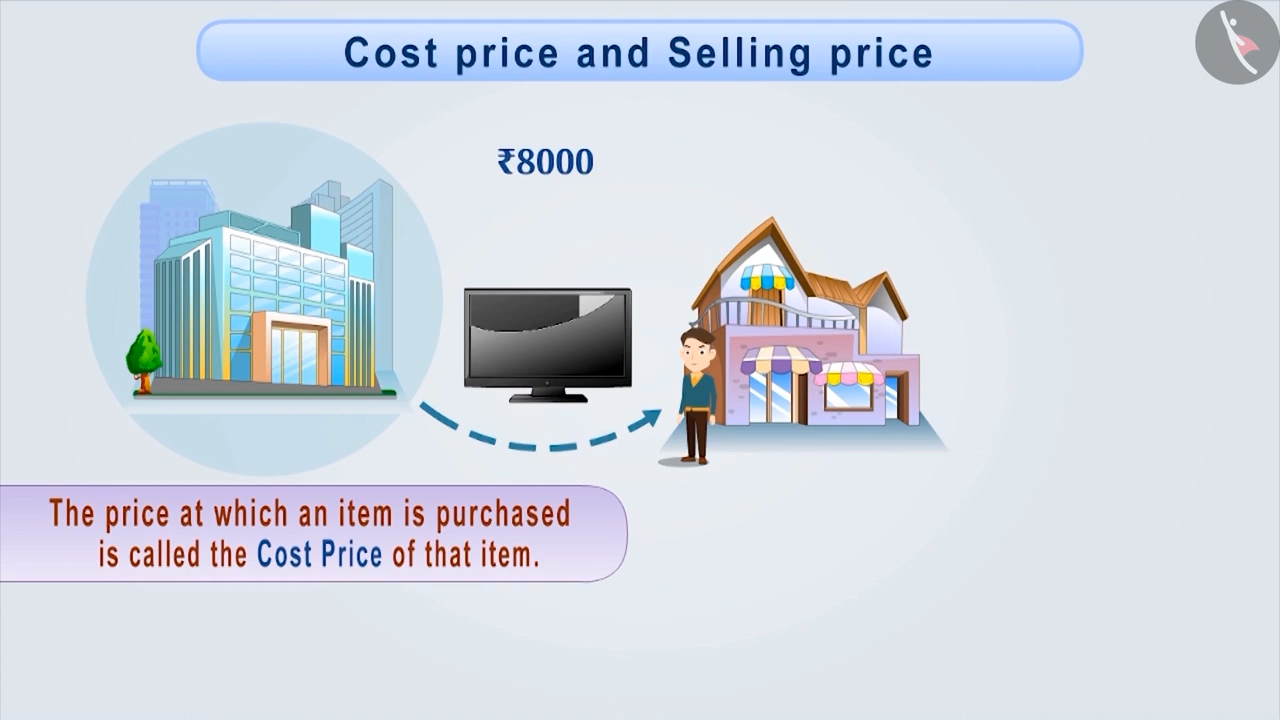 Cost price and Selling price
₹8000
The price at which an item is purchased
is called the Cost Price of that item.